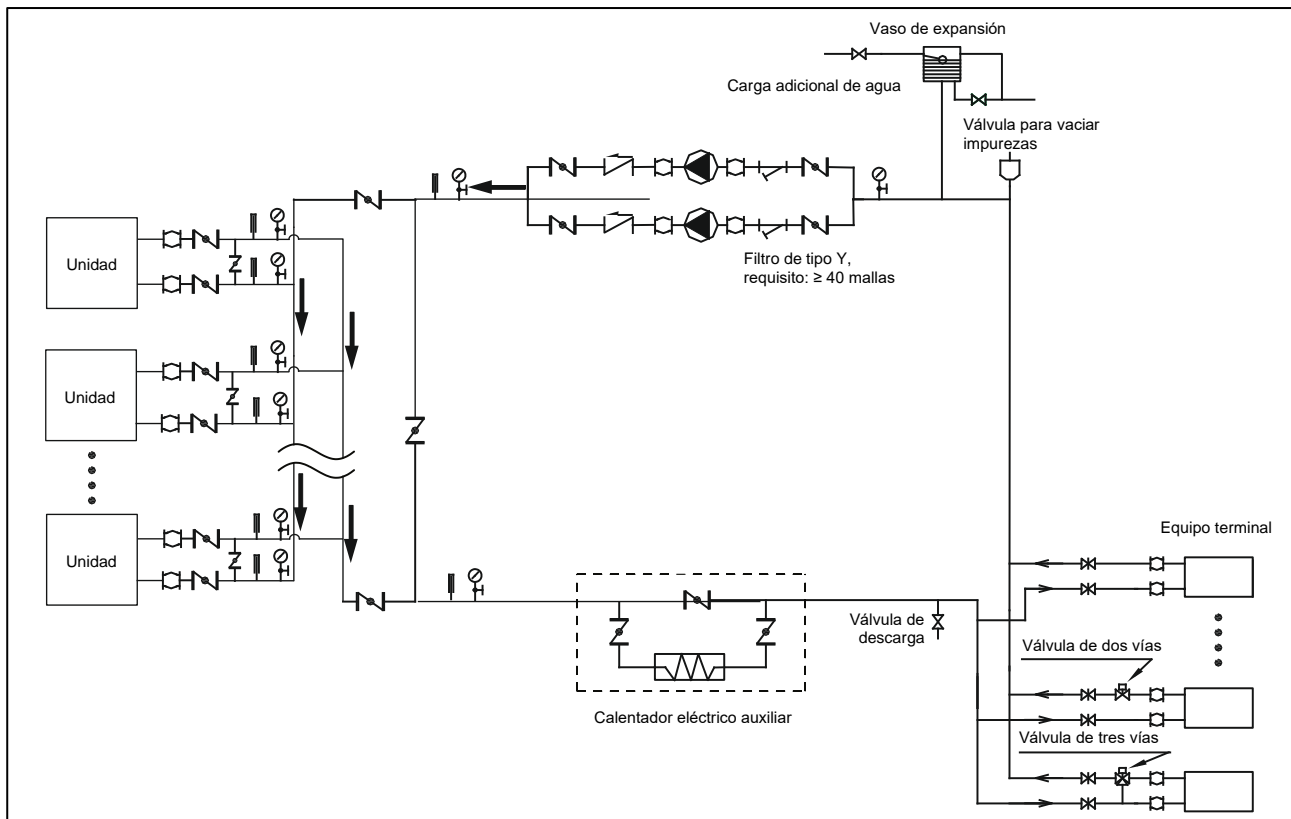 Vaso de expansión
Carga adicional de agua
Válvula para vaciar
impurezas
Filtro de tipo Y,
requisito: ≥ 40 mallas
Unidad
Unidad
Unidad
Equipo terminal
Válvula de
descarga
Válvula de dos vías
Calentador eléctrico auxiliar
Válvula de tres vías